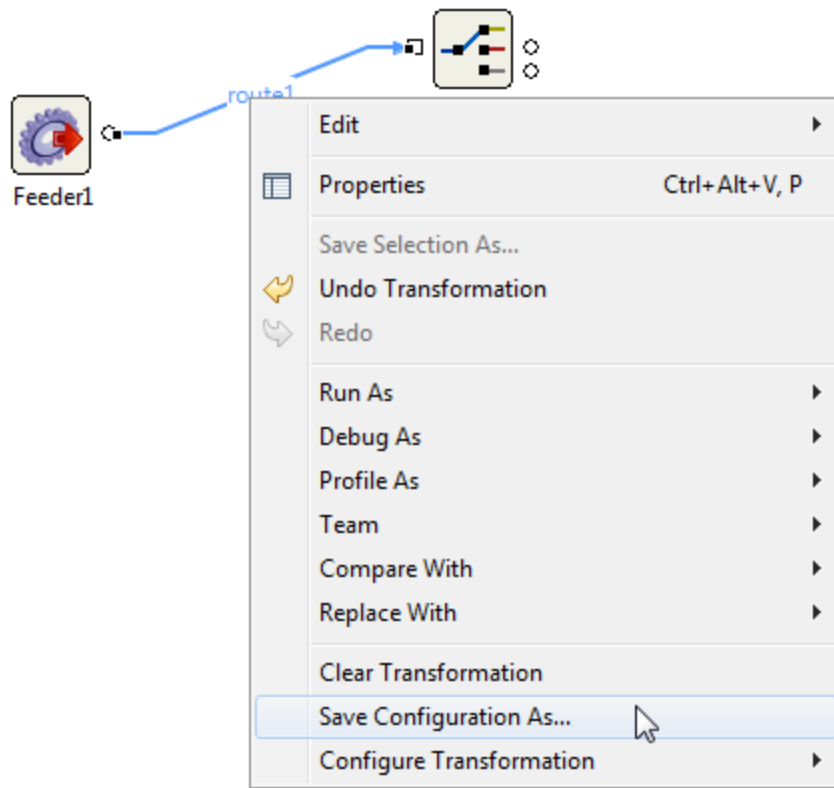 route1
Feeder1
Edit
Properties Ctrl+Alt+V, P
Save Selection As...
Undo Transformation
Redo
Run As
Debug As
Profile As
Team
Compare With
Replace With
Clear Transformation
Save Configuration As...
Configure Transformation